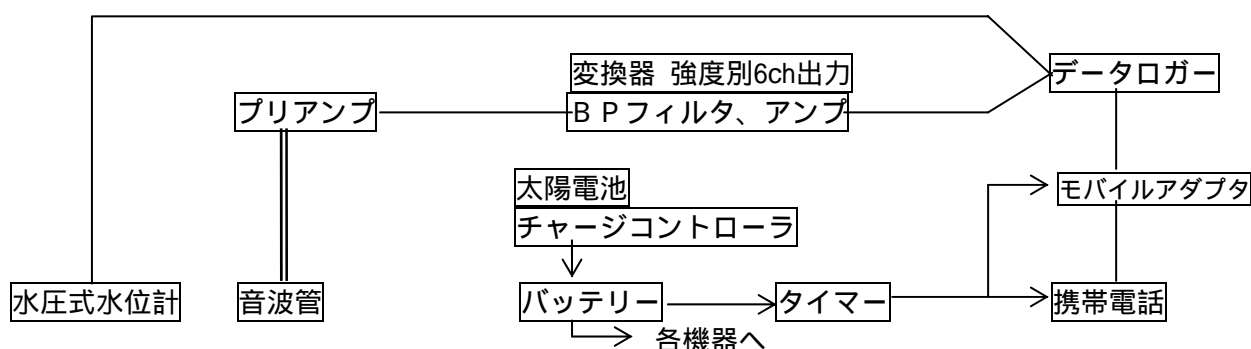 変換器 強度別6ch出力
データロガー
プリアンプ
BPフィルタ、アンプ
太陽電池
モバイルアダプタ
チャージコントローラ
水圧式水位計
音波管
バッテリー
タイマー
携帯電話
各機器へ